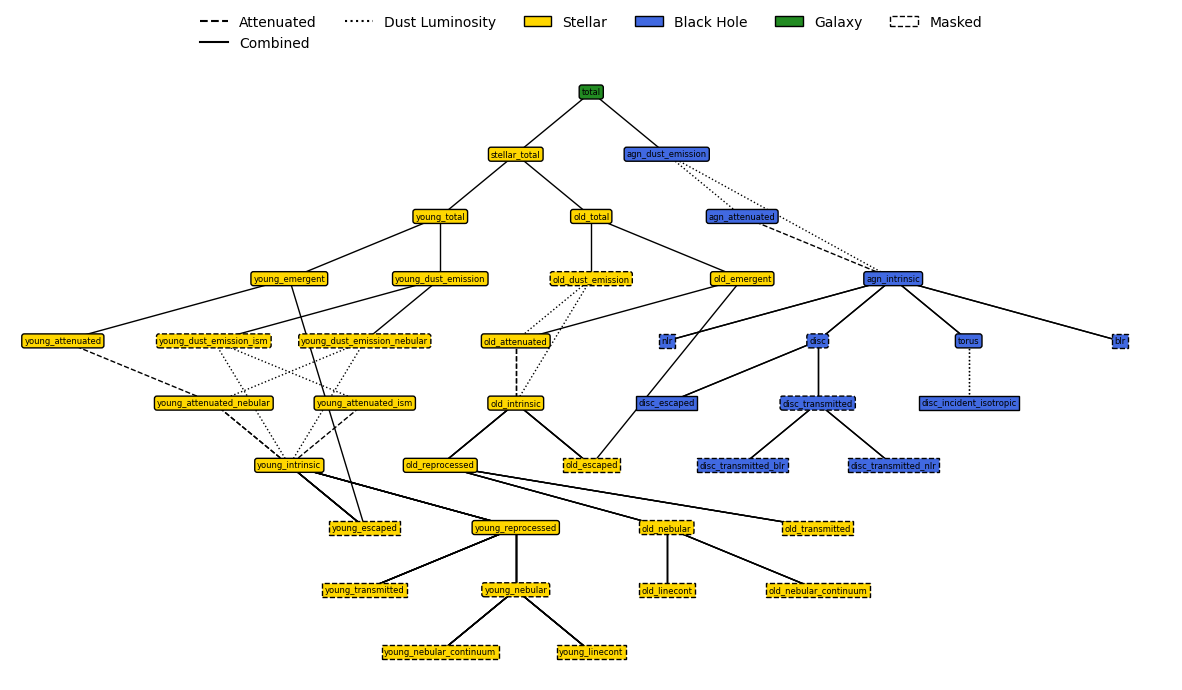 Attenuated Dust Luminosity Stellar Black Hole Galaxy Masked
Combined
total
stellar_total agn_dust_emission
young_total old_total agn_attenuated
young_emergent young_dust_emission old_dust_emission old_emergent agn_intrinsic
young_attenuated young_dust_emission_ism young_dust_emission_nebular old_attenuated nlr disc torus blr
young_attenuated_nebular young_attenuated_ism old_intrinsic disc_escaped disc_transmitted disc_incident_isotropic
young_intrinsic old_reprocessed old_escaped disc_transmitted_blr disc_transmitted_nlr
young_escaped young_reprocessed old_nebular old_transmitted
young_transmitted young_nebular old_linecont old_nebular_continuum
young_nebular_continuum young_linecont